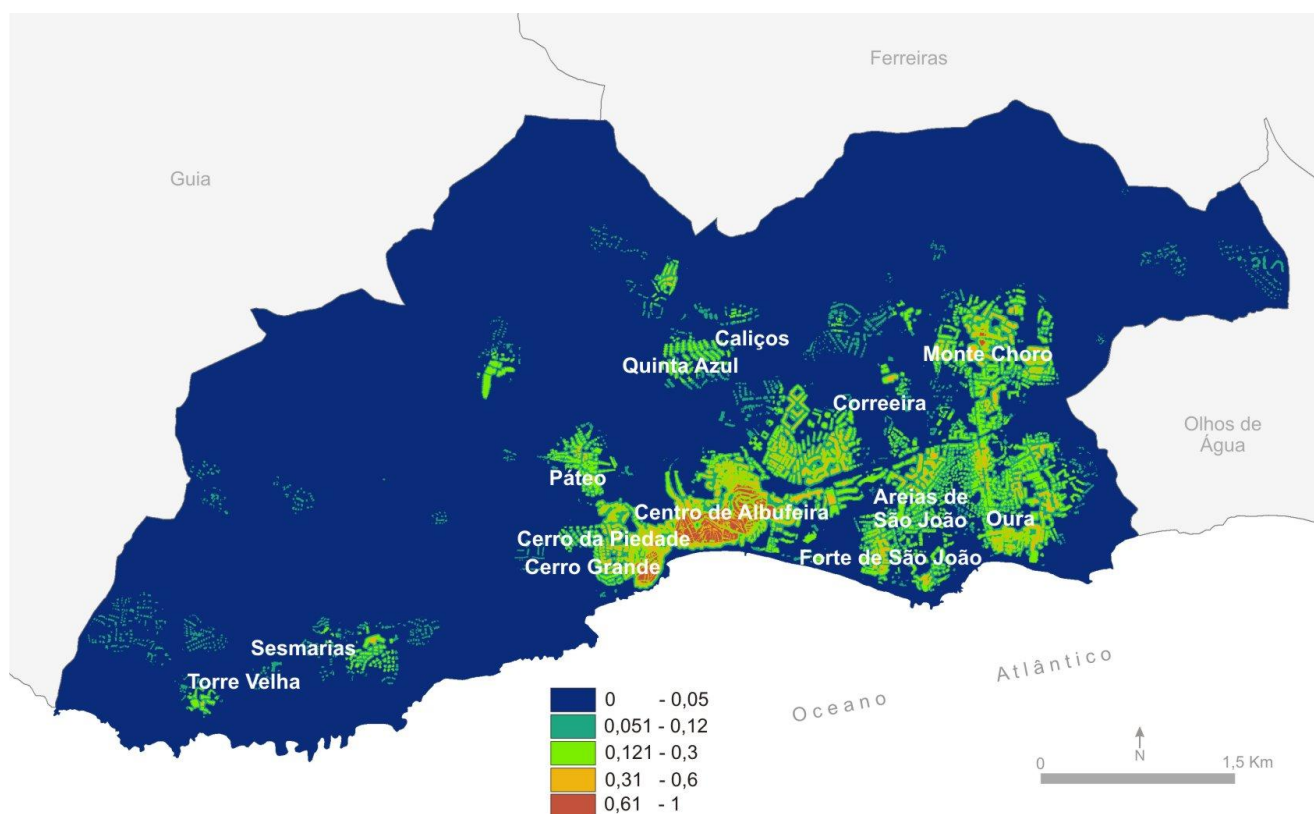 Ferreiras
Guia
Caliços
Quinta Azul
Monte Choro
Correeira
Olhos de
Água
Páteo
Centro de Albufeira
Areias de
São João
Oura
Cerro da Piedade
Cerro Grande
Forte de São João
Sesmarias
Torre Velha
Oceano Atlântico
0 - 0,05
0,051 - 0,12
0,121 - 0,3
0,31 - 0,6
0,61 - 1
N
0 1,5 Km